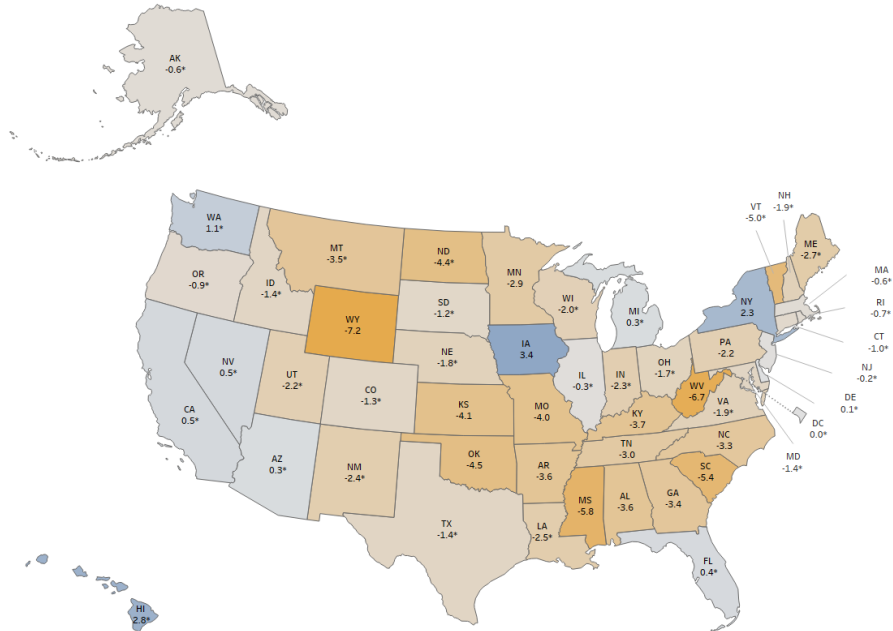 AK
-0.6*
WA
1.1*
OR
-0.9*
ID
-1.4*
MT
-3.5*
ND
-4.4*
MN
-2.9
WI
-2.0*
MI
0.3*
VT
-5.0*
NH
-1.9*
ME
-2.7*
MA
-0.6*
RI
-0.7*
CT
-1.0*
NJ
-0.2*
DE
0.1*
DC
0.0*
MD
-1.4*
NY
2.3
PA
-2.2
SD
-1.2*
WY
-7.2
IA
3.4
NE
-1.8*
NV
0.5*
UT
-2.2*
CO
-1.3*
IL
-0.3*
IN
-2.3*
OH
-1.7*
WV
-6.7
VA
-1.9*
CA
0.5*
KS
-4.1
MO
-4.0
KY
-3.7
NC
-3.3
TN
-3.0
AZ
0.3*
NM
-2.4*
OK
-4.5
AR
-3.6
SC
-5.4
MS
-5.8
AL
-3.6
GA
-3.4
TX
-1.4*
LA
-2.5*
FL
0.4*
HI
2.8*